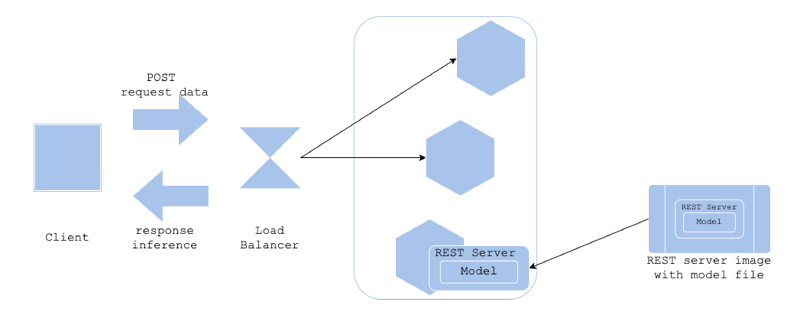 POST
request data
Client
response
inference
Load
Balancer
REST Server
Model
REST Server
Model
REST server image
with model file